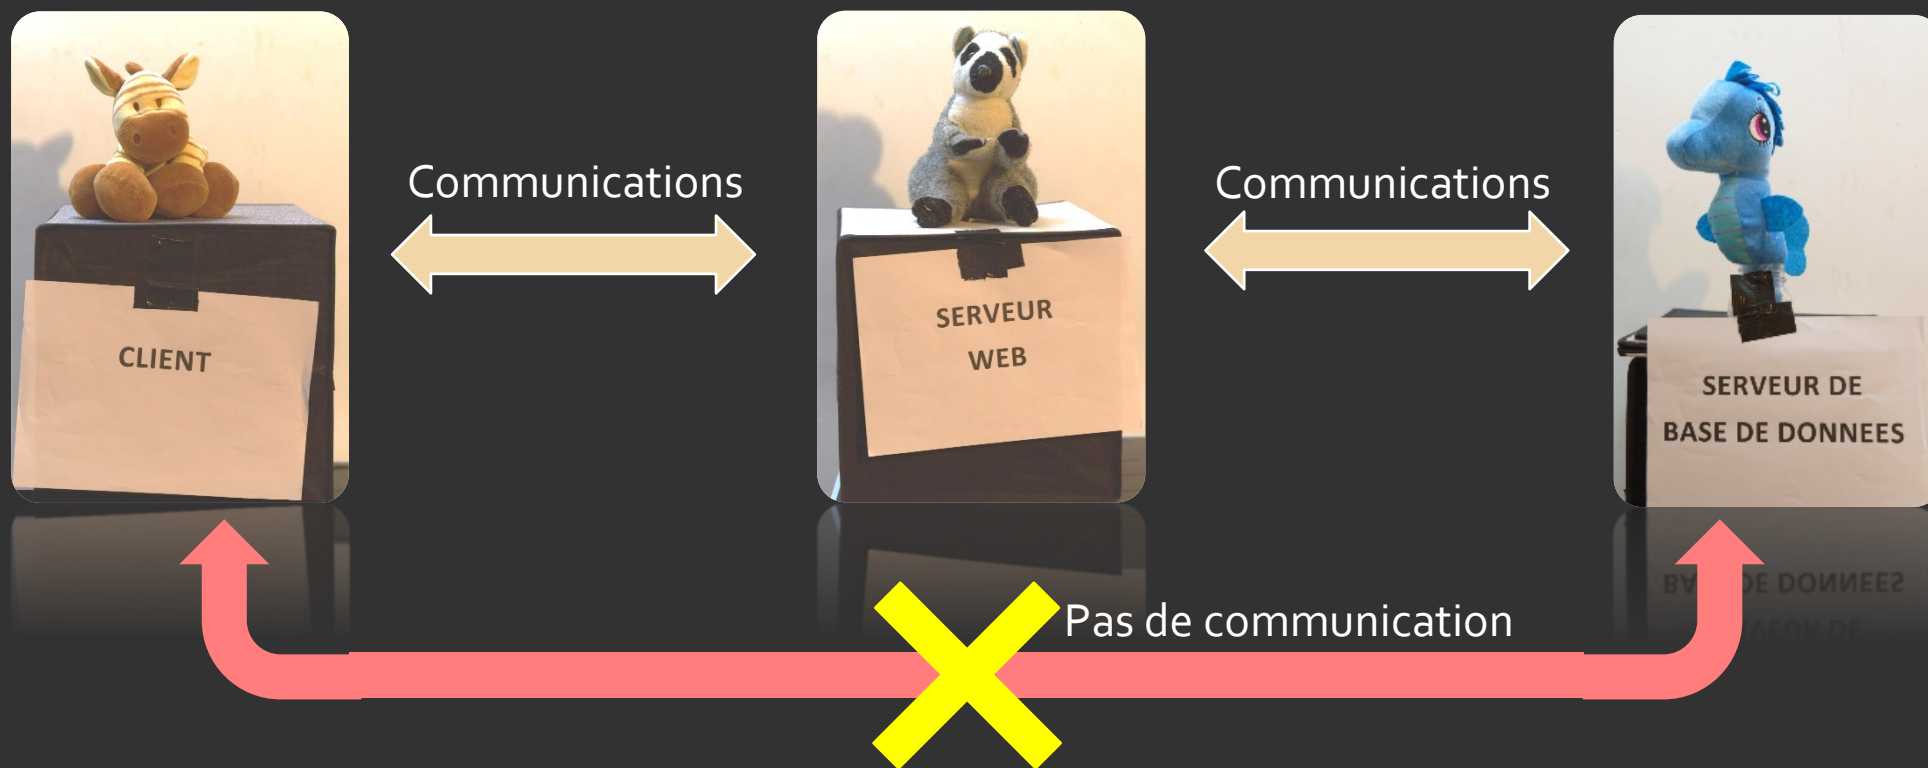 Communications
Communications
CLIENT
SERVEUR
WEB
SERVEUR DE
BASE DE DONNEES
Pas de communication